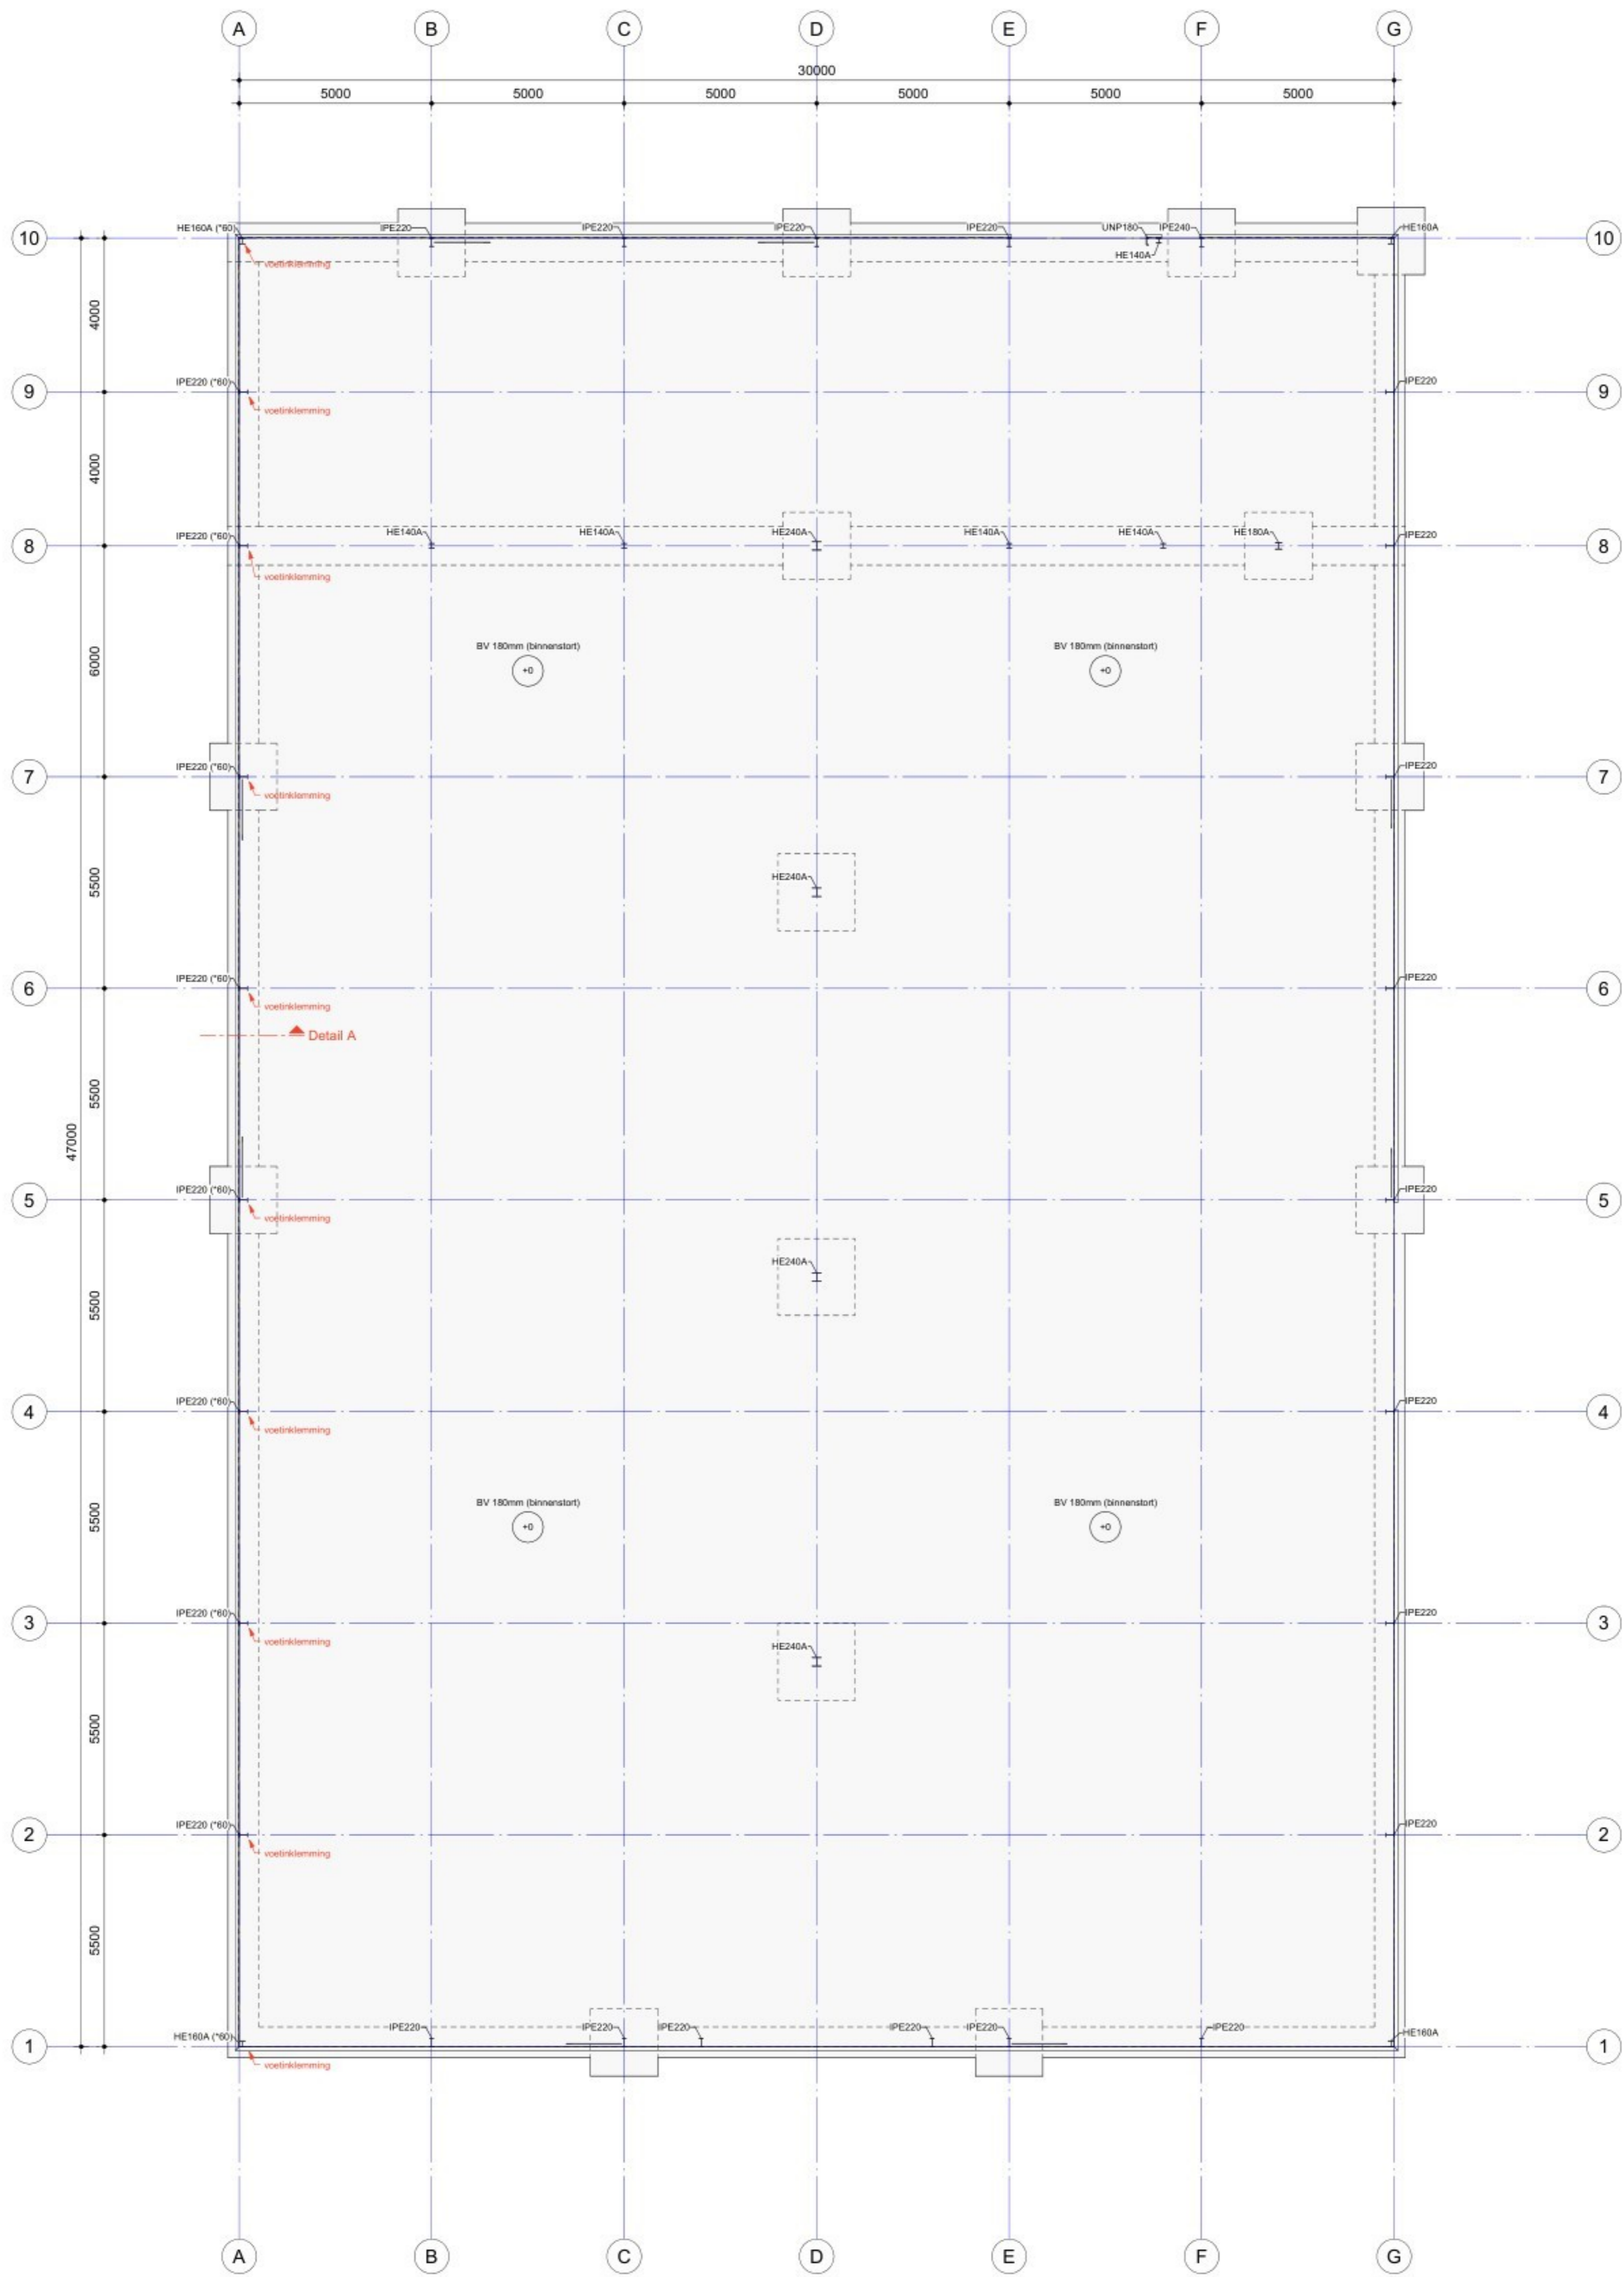 A B C D E F G
30000
5000 5000 5000 5000 5000 5000
10 HE160A (*60) IPE220 IPE220 IPE220 IPE220 UNP180 IPE240 HE160A 10
HE140A
voetinklemming
4000
9 IPE220 (*60) IPE220 9
voetinklemming
4000
8 IPE220 (*60) HE140A HE140A HE240A HE140A HE140A HE180A IPE220 8
voetinklemming
6000
BV 180mm (binnenstort) BV 180mm (binnenstort)
+0 +0
7 IPE220 (*60) IPE220 7
voetinklemming
5500
HE240A
6 IPE220 (*60) IPE220 6
voetinklemming
Detail A
5500
47000
5 IPE220 (*60) IPE220 5
voetinklemming
HE240A
5500
4 IPE220 (*60) IPE220 4
voetinklemming
BV 180mm (binnenstort) BV 180mm (binnenstort)
5500
+0 +0
3 IPE220 (*60) IPE220 3
voetinklemming
HE240A
5500
2 IPE220 (*60) IPE220 2
voetinklemming
5500
IPE220 IPE220 IPE220 IPE220 IPE220 IPE220
1 HE160A (*60) HE160A 1
voetinklemming
A B C D E F G